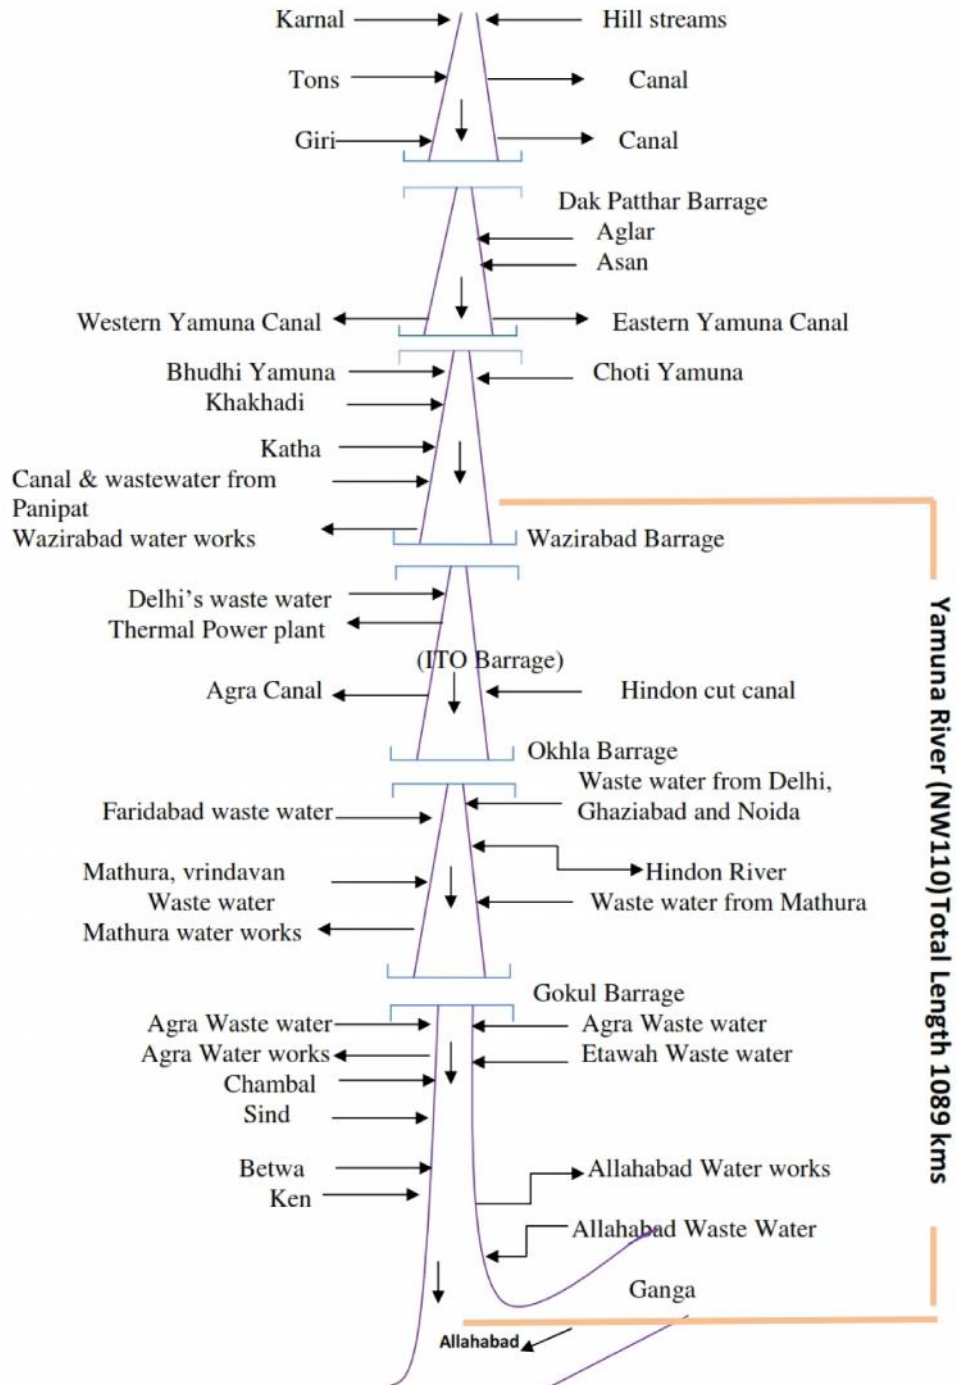 Karnal
Hill streams
Tons
Canal
Giri
Canal
Dak Patthar Barrage
Aglar
Asan
Western Yamuna Canal
Eastern Yamuna Canal
Bhudhi Yamuna
Choti Yamuna
Khakhadi
Katha
Canal & wastewater from
Panipat
Wazirabad water works
Wazirabad Barrage
Delhi's waste water
Thermal Power plant
(ITO Barrage)
Agra Canal
Hindon cut canal
Okhla Barrage
Waste water from Delhi,
Ghaziabad and Noida
Faridabad waste water
Hindon River
Mathura, vrindavan
Waste water
Waste water from Mathura
Mathura water works
Gokul Barrage
Agra Waste water
Agra Waste water
Agra Water works
Etawah Waste water
Chambal
Sind
Betwa
Allahabad Water works
Ken
Allahabad Waste Water
Ganga
Allahabad
Yamuna River (NW110)Total Length 1089 kms